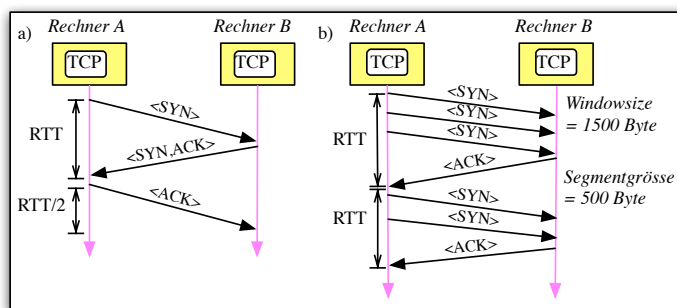 a)
Rechner A
Rechner B
TCP
TCP
<SYN>
RTT
<SYN,ACK>
<ACK>
RTT/2
b)
Rechner A
Rechner B
TCP
TCP
<SYN>
<SYN>
<SYN>
RTT
<ACK>
<SYN>
<SYN>
RTT
<ACK>
Windowsize
= 1500 Byte
Segmentgrösse
= 500 Byte